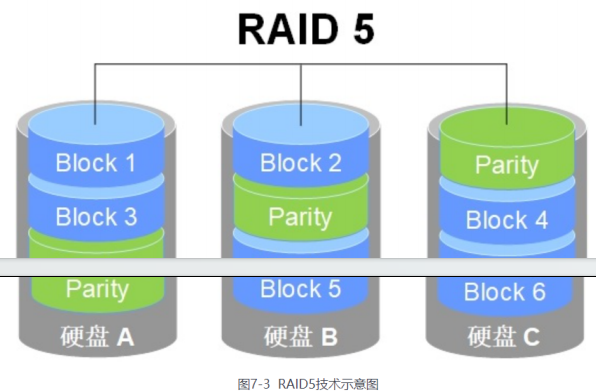 RAID 5
Block 1 Block 2 Parity
Block 3 Parity Block 4
Parity Block 5 Block 6
硬盘 A 硬盘 B 硬盘 C
图7-3 RAID5技术示意图